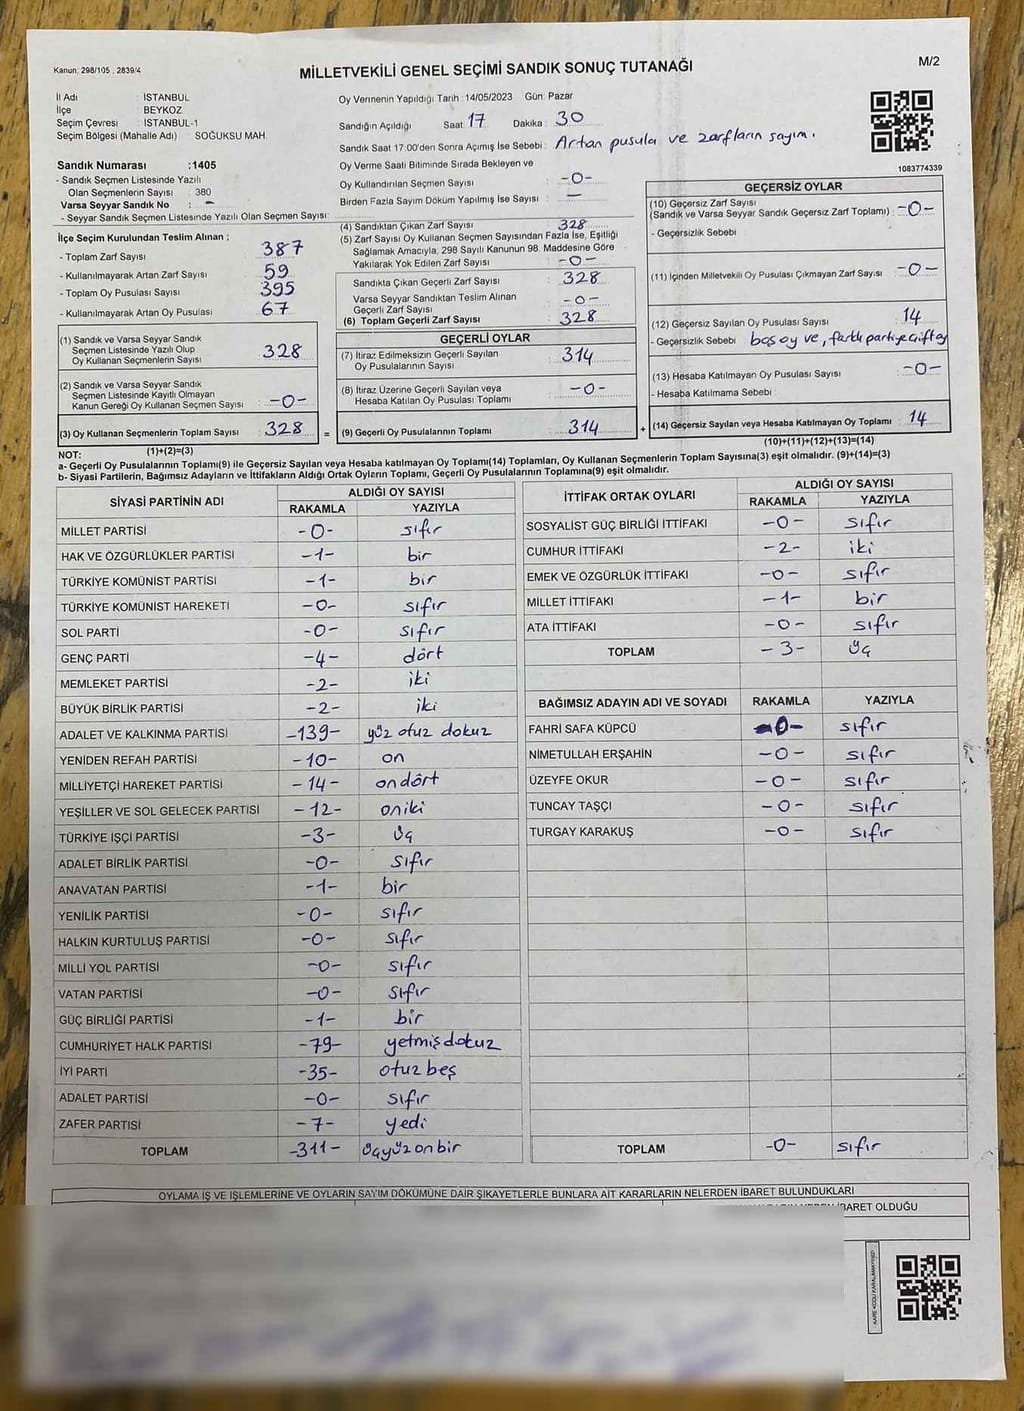 Kanun: 298/105 , 2839/4
M/2
MİLLETVEKİLİ GENEL SEÇİMİ SANDIK SONUÇ TUTANAĞI
İl Adı : İSTANBUL
İlçe BEYKOZ
Seçim Çevresi : İSTANBUL-1
Seçim Bölgesi (Mahalle Adı) SOĞUKSU MAH.
Sandık Numarası :1405
- Sandık Seçmen Listesinde Yazılı
Olan Seçmenlerin Sayısı : 380
Varsa Seyyar Sandık No : -
- Seyyar Sandık Seçmen Listesinde Yazılı Olan Seçmen Sayısı:
Oy Vermenin Yapıldığı Tarih :14/05/2023 Gün: Pazar
Sandığın Açıldığı Saat: 17 Dakika : 30
Sandık Saat 17:00'den Sonra Açımış İse Sebebi : Artan pusula ve zarfların sayım.
Oy Verme Saati Bitiminde Sırada Bekleyen ve
Oy Kullandırılan Seçmen Sayısı : -0-
Birden Fazla Sayım Döküm Yapılmış İse Sayısı : —
1083774339
İlçe Seçim Kurulundan Teslim Alınan :
- Toplam Zarf Sayısı : 387
- Kullanılmayarak Artan Zarf Sayısı : 59
- Toplam Oy Pusulası Sayısı : 395
- Kullanılmayarak Artan Oy Pusulası : 67
(1) Sandık ve Varsa Seyyar Sandık
Seçmen Listesinde Yazılı Olup
Oy Kullanan Seçmenlerin Sayısı : 328
(2) Sandık ve Varsa Seyyar Sandık
Seçmen Listesinde Kayıtlı Olmayan
Kanun Gereği Oy Kullanan Seçmen Sayısı : -0-
(3) Oy Kullanan Seçmenlerin Toplam Sayısı : 328
(4) Sandıktan Çıkan Zarf Sayısı : 328
(5) Zarf Sayısı Oy Kullanan Seçmen Sayısından Fazla İse, Eşitliği
Sağlamak Amacıyla, 298 Sayılı Kanunun 98. Maddesine Göre
Yakılarak Yok Edilen Zarf Sayısı : -0-
Sandıkta Çıkan Geçerli Zarf Sayısı : 328
Varsa Seyyar Sandıktan Teslim Alınan
Geçerli Zarf Sayısı : -0-
(6) Toplam Geçerli Zarf Sayısı : 328
GEÇERLİ OYLAR
(7) İtiraz Edilmeksizin Geçerli Sayılan
Oy Pusulalarının Sayısı : 314
(8) İtiraz Üzerine Geçerli Sayılan veya
Hesaba Katılan Oy Pusulası Toplamı : -0-
= (9) Geçerli Oy Pusulalarının Toplamı : 314
GEÇERSİZ OYLAR
(10) Geçersiz Zarf Sayısı
(Sandık ve Varsa Seyyar Sandık Geçersiz Zarf Toplamı) : -0-
- Geçersizlik Sebebi :
(11) İçinden Milletvekili Oy Pusulası Çıkmayan Zarf Sayısı : -0-
(12) Geçersiz Sayılan Oy Pusulası Sayısı : 14
- Geçersizlik Sebebi : boş oy ve, farklı partiye çift oy
(13) Hesaba Katılmayan Oy Pusulası Sayısı : -0-
- Hesaba Katılmama Sebebi :
+ (14) Geçersiz Sayılan veya Hesaba Katılmayan Oy Toplamı : 14
NOT: (1)+(2)=(3)
(10)+(11)+(12)+(13)=(14)
a- Geçerli Oy Pusulalarının Toplamı(9) ile Geçersiz Sayılan veya Hesaba katılmayan Oy Toplamı(14) Toplamları, Oy Kullanan Seçmenlerin Toplam Sayısına(3) eşit olmalıdır. (9)+(14)=(3)
b- Siyasi Partilerin, Bağımsız Adayların ve İttifakların Aldığı Ortak Oyların Toplamı, Geçerli Oy Pusulalarının Toplamına(9) eşit olmalıdır.
SİYASİ PARTİNİN ADI ALDIĞI OY SAYISI
RAKAMLA YAZIYLA
MİLLET PARTİSİ -0- sıfır
HAK VE ÖZGÜRLÜKLER PARTİSİ -1- bir
TÜRKİYE KOMÜNİST PARTİSİ -1- bir
TÜRKİYE KOMÜNİST HAREKETİ -0- sıfır
SOL PARTİ -0- sıfır
GENÇ PARTİ -4- dört
MEMLEKET PARTİSİ -2- iki
BÜYÜK BİRLİK PARTİSİ -2- iki
ADALET VE KALKINMA PARTİSİ -139- yüz otuz dokuz
YENİDEN REFAH PARTİSİ -10- on
MİLLİYETÇİ HAREKET PARTİSİ -14- ondört
YEŞİLLER VE SOL GELECEK PARTİSİ -12- oniki
TÜRKİYE İŞÇİ PARTİSİ -3- üç
ADALET BİRLİK PARTİSİ -0- sıfır
ANAVATAN PARTİSİ -1- bir
YENİLİK PARTİSİ -0- sıfır
HALKIN KURTULUŞ PARTİSİ -0- sıfır
MİLLİ YOL PARTİSİ -0- sıfır
VATAN PARTİSİ -0- sıfır
GÜÇ BİRLİĞİ PARTİSİ -1- bir
CUMHURİYET HALK PARTİSİ -79- yetmişdokuz
İYİ PARTİ -35- otuz beş
ADALET PARTİSİ -0- sıfır
ZAFER PARTİSİ -7- yedi
TOPLAM -311- üçyüz on bir
İTTİFAK ORTAK OYLARI ALDIĞI OY SAYISI
RAKAMLA YAZIYLA
SOSYALİST GÜÇ BİRLİĞİ İTTİFAKI -0- sıfır
CUMHUR İTTİFAKI -2- iki
EMEK VE ÖZGÜRLÜK İTTİFAKI -0- sıfır
MİLLET İTTİFAKI -1- bir
ATA İTTİFAKI -0- sıfır
TOPLAM -3- üç
BAĞIMSIZ ADAYIN ADI VE SOYADI RAKAMLA YAZIYLA
FAHRİ SAFA KÜPCÜ -0- sıfır
NİMETULLAH ERŞAHİN -0- sıfır
ÜZEYFE OKUR -0- sıfır
TUNCAY TAŞÇI -0- sıfır
TURGAY KARAKUŞ -0- sıfır
TOPLAM -0- sıfır
OYLAMA İŞ VE İŞLEMLERİNE VE OYLARIN SAYIM DÖKÜMÜNE DAİR ŞİKAYETLERLE BUNLARA AİT KARARLARIN NELERDEN İBARET BULUNDUKLARI
İBARET OLDUĞU
KARE KODU KARALAMAYINIZ!